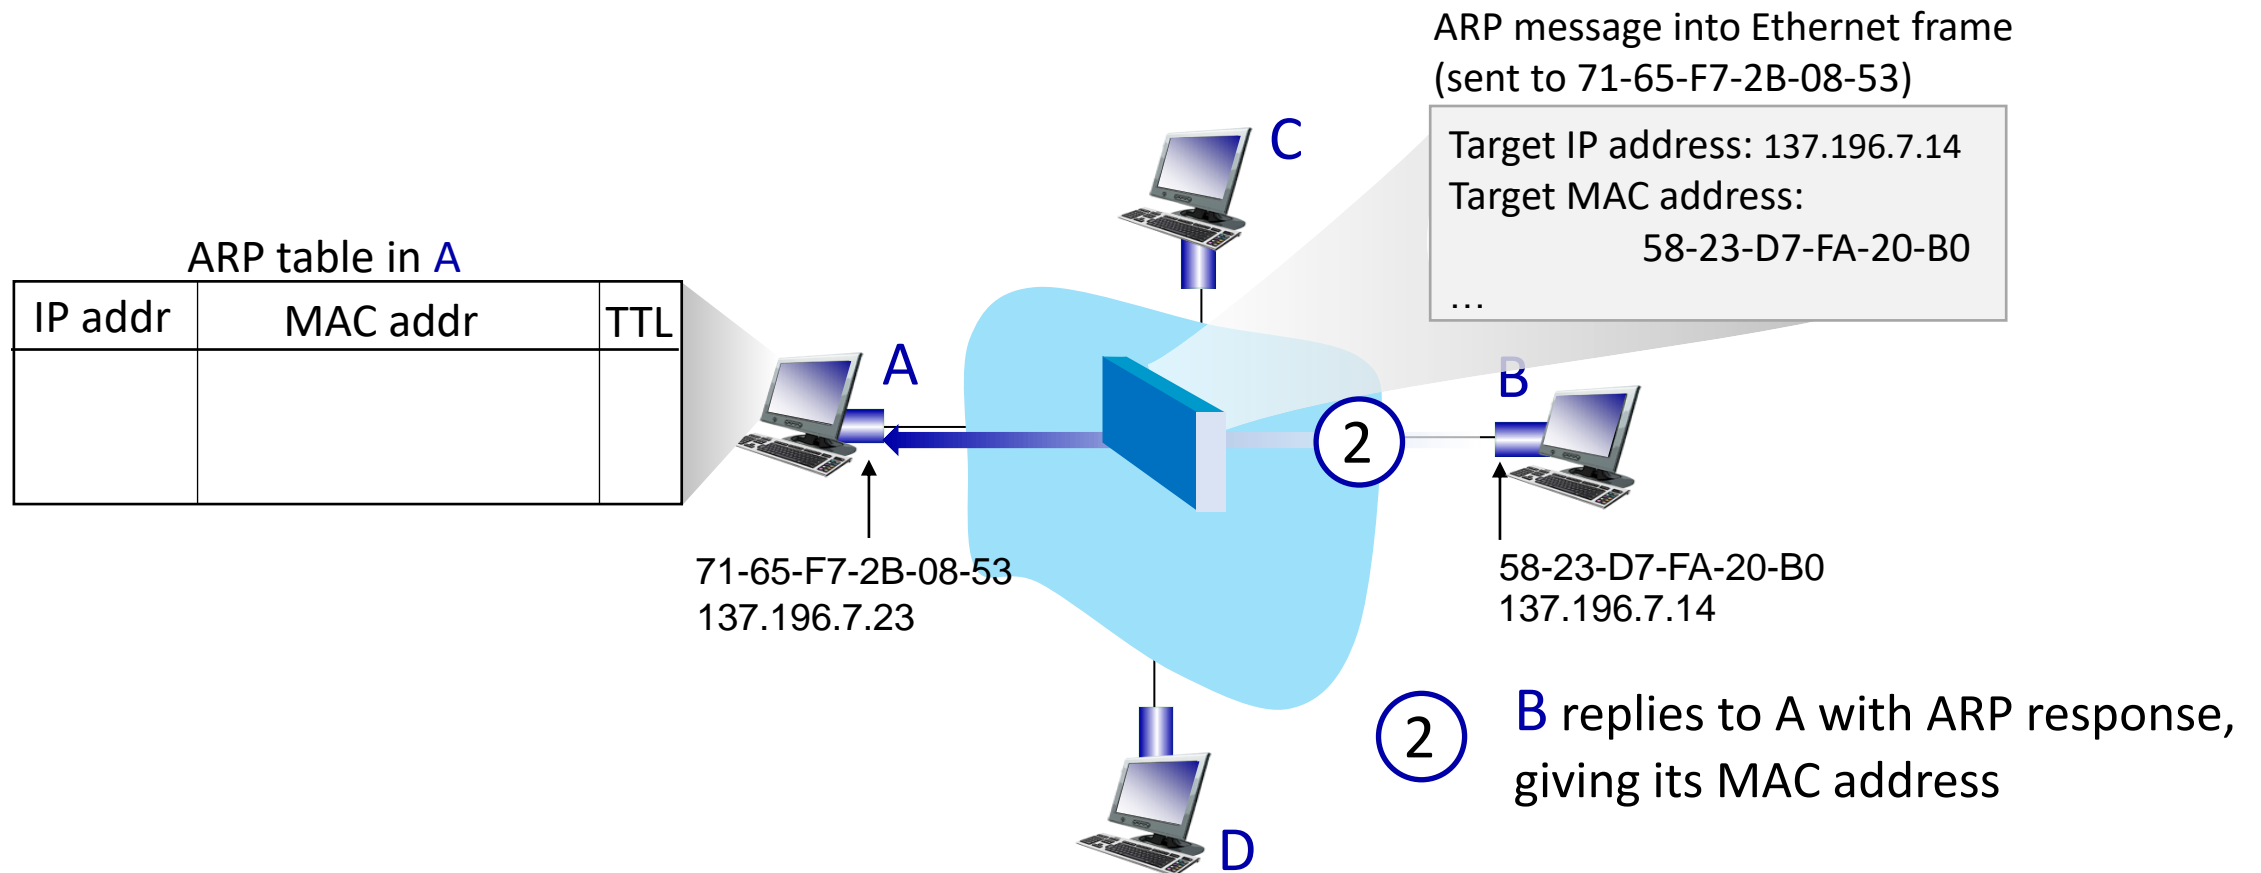 ARP message into Ethernet frame
(sent to 71-65-F7-2B-08-53)
Target IP address: 137.196.7.14
Target MAC address:
58-23-D7-FA-20-B0
…
C
ARP table in A
IP addr MAC addr TTL
A
B
2
71-65-F7-2B-08-53
137.196.7.23
58-23-D7-FA-20-B0
137.196.7.14
2
B replies to A with ARP response,
giving its MAC address
D